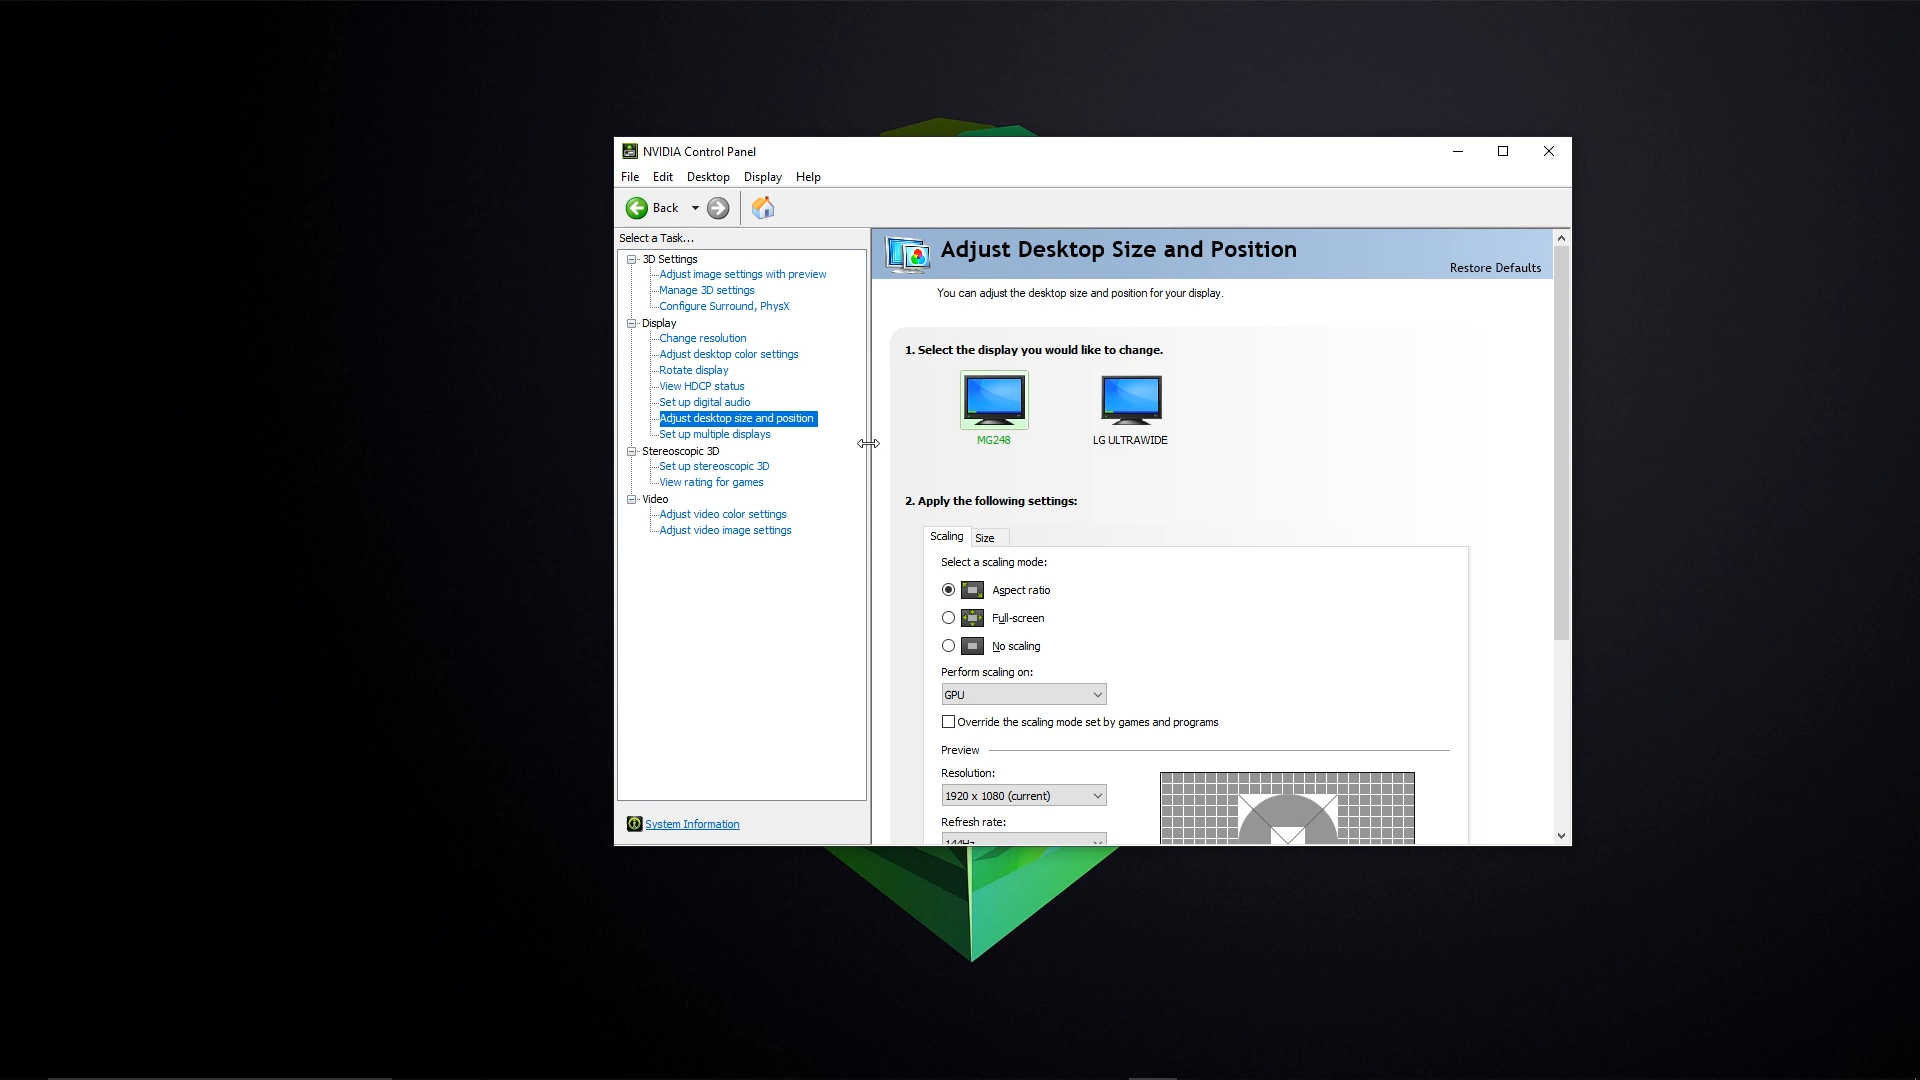 NVIDIA Control Panel
File Edit Desktop Display Help
Back
Select a Task...
3D Settings
Adjust image settings with preview
Manage 3D settings
Configure Surround, PhysX
Display
Change resolution
Adjust desktop color settings
Rotate display
View HDCP status
Set up digital audio
Adjust desktop size and position
Set up multiple displays
Stereoscopic 3D
Set up stereoscopic 3D
View rating for games
Video
Adjust video color settings
Adjust video image settings
System Information
Adjust Desktop Size and Position
Restore Defaults
You can adjust the desktop size and position for your display.
1. Select the display you would like to change.
MG248
LG ULTRAWIDE
2. Apply the following settings:
Scaling Size
Select a scaling mode:
Aspect ratio
Full-screen
No scaling
Perform scaling on:
GPU
Override the scaling mode set by games and programs
Preview
Resolution:
1920 x 1080 (current)
Refresh rate:
144Hz